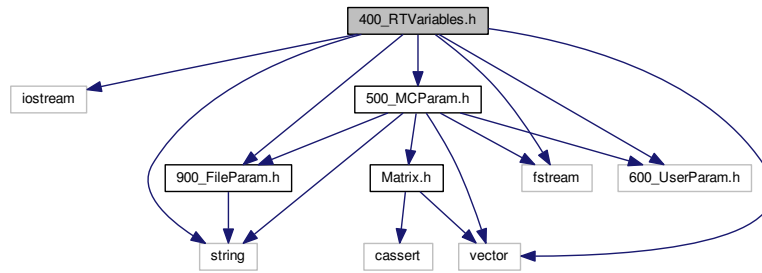 400_RTVariables.h
iostream
500_MCParam.h
900_FileParam.h
Matrix.h
fstream
600_UserParam.h
string
cassert
vector